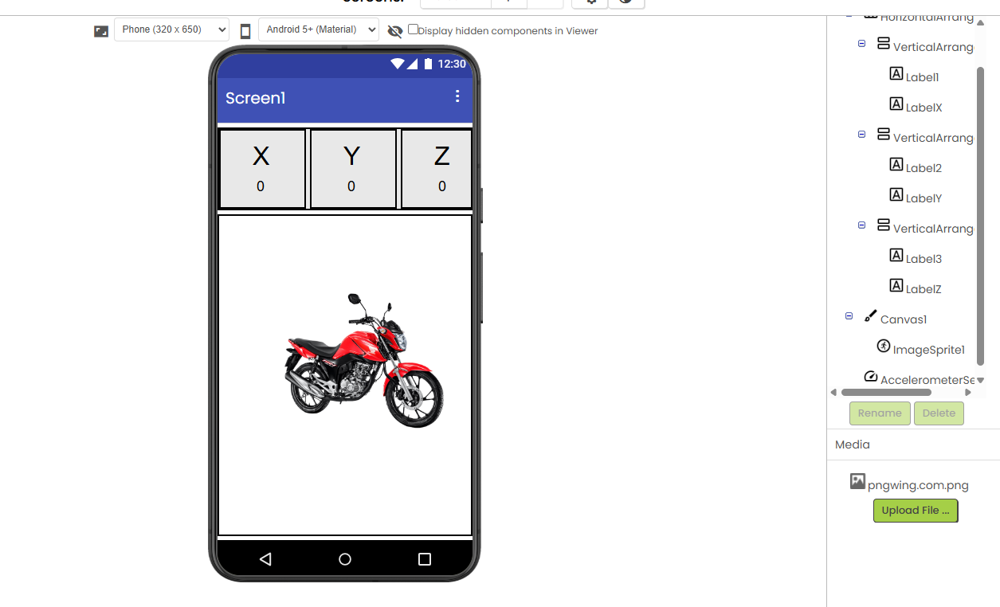 Phone (320 x 650)
Android 5+ (Material)
Display hidden components in Viewer
12:30
Screen1
X
Y
Z
0
0
0
HorizontalArrang
VerticalArrang
Label1
LabelX
VerticalArrang
Label2
LabelY
VerticalArrang
Label3
LabelZ
Canvas1
ImageSprite1
AccelerometerSe
Rename
Delete
Media
pngwing.com.png
Upload File ...